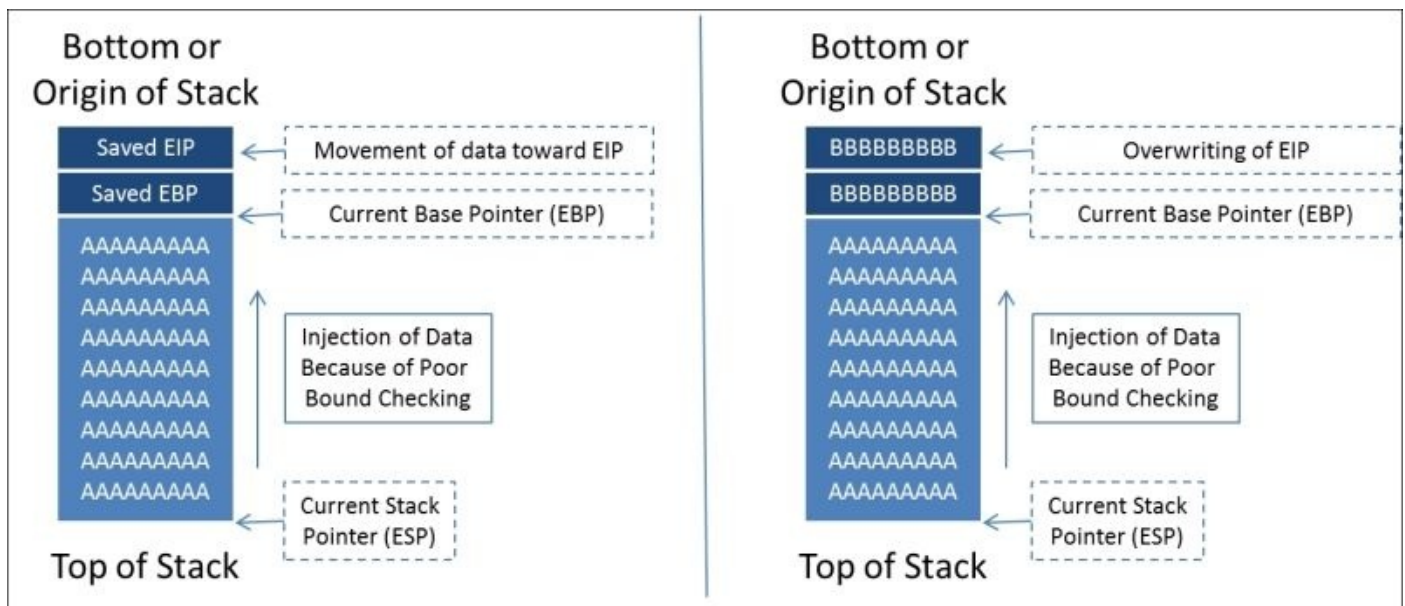 Bottom or
Origin of Stack
Saved EIP
Movement of data toward EIP
Saved EBP
Current Base Pointer (EBP)
AAAAAAAAA
AAAAAAAAA
AAAAAAAAA
AAAAAAAAA
AAAAAAAAA
AAAAAAAAA
AAAAAAAAA
AAAAAAAAA
AAAAAAAAA
Injection of Data
Because of Poor
Bound Checking
Current Stack
Pointer (ESP)
Top of Stack
Bottom or
Origin of Stack
BBBBBBBBB
Overwriting of EIP
BBBBBBBBB
Current Base Pointer (EBP)
AAAAAAAAA
AAAAAAAAA
AAAAAAAAA
AAAAAAAAA
AAAAAAAAA
AAAAAAAAA
AAAAAAAAA
AAAAAAAAA
AAAAAAAAA
Injection of Data
Because of Poor
Bound Checking
Current Stack
Pointer (ESP)
Top of Stack